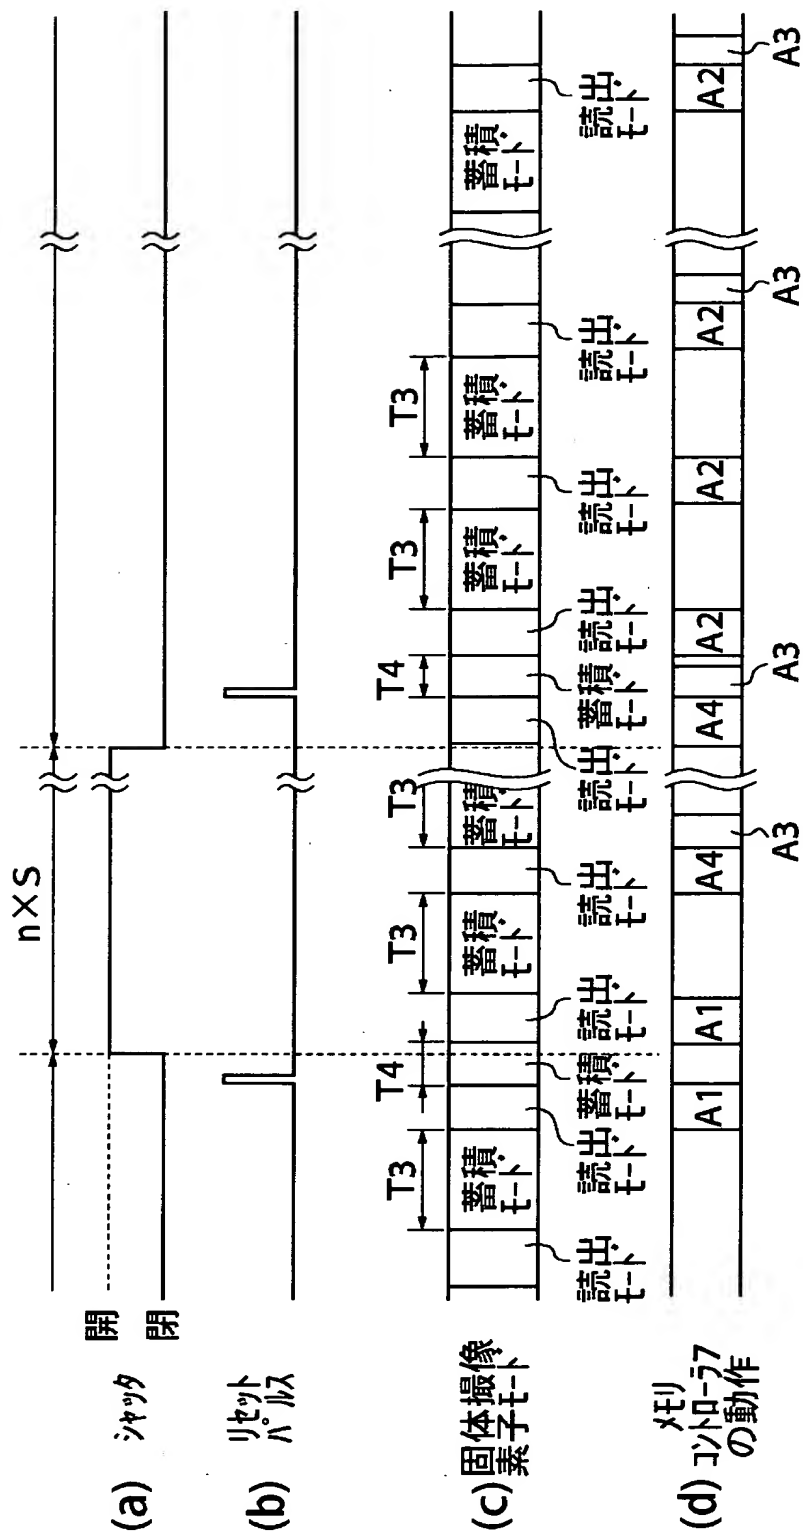 n×S
開
(a) シャッタ
閉
(b) リセット
パルス
T3 T4 T3 T3 T4 T3 T3
(c) 固体撮像
素子モード
蓄積 蓄積 蓄積 蓄積 蓄積 蓄積
モード モード モード モード モード モード
読出 読出 蓄積 読出 読出 読出 蓄積 読出 読出 読出 読出
モード モード モード モード モード モード モード モード モード モード モード
(d) メモリ
コントローラ7
の動作
A1 A1 A4 A4 A2 A2 A2 A2
A3 A3 A3 A3